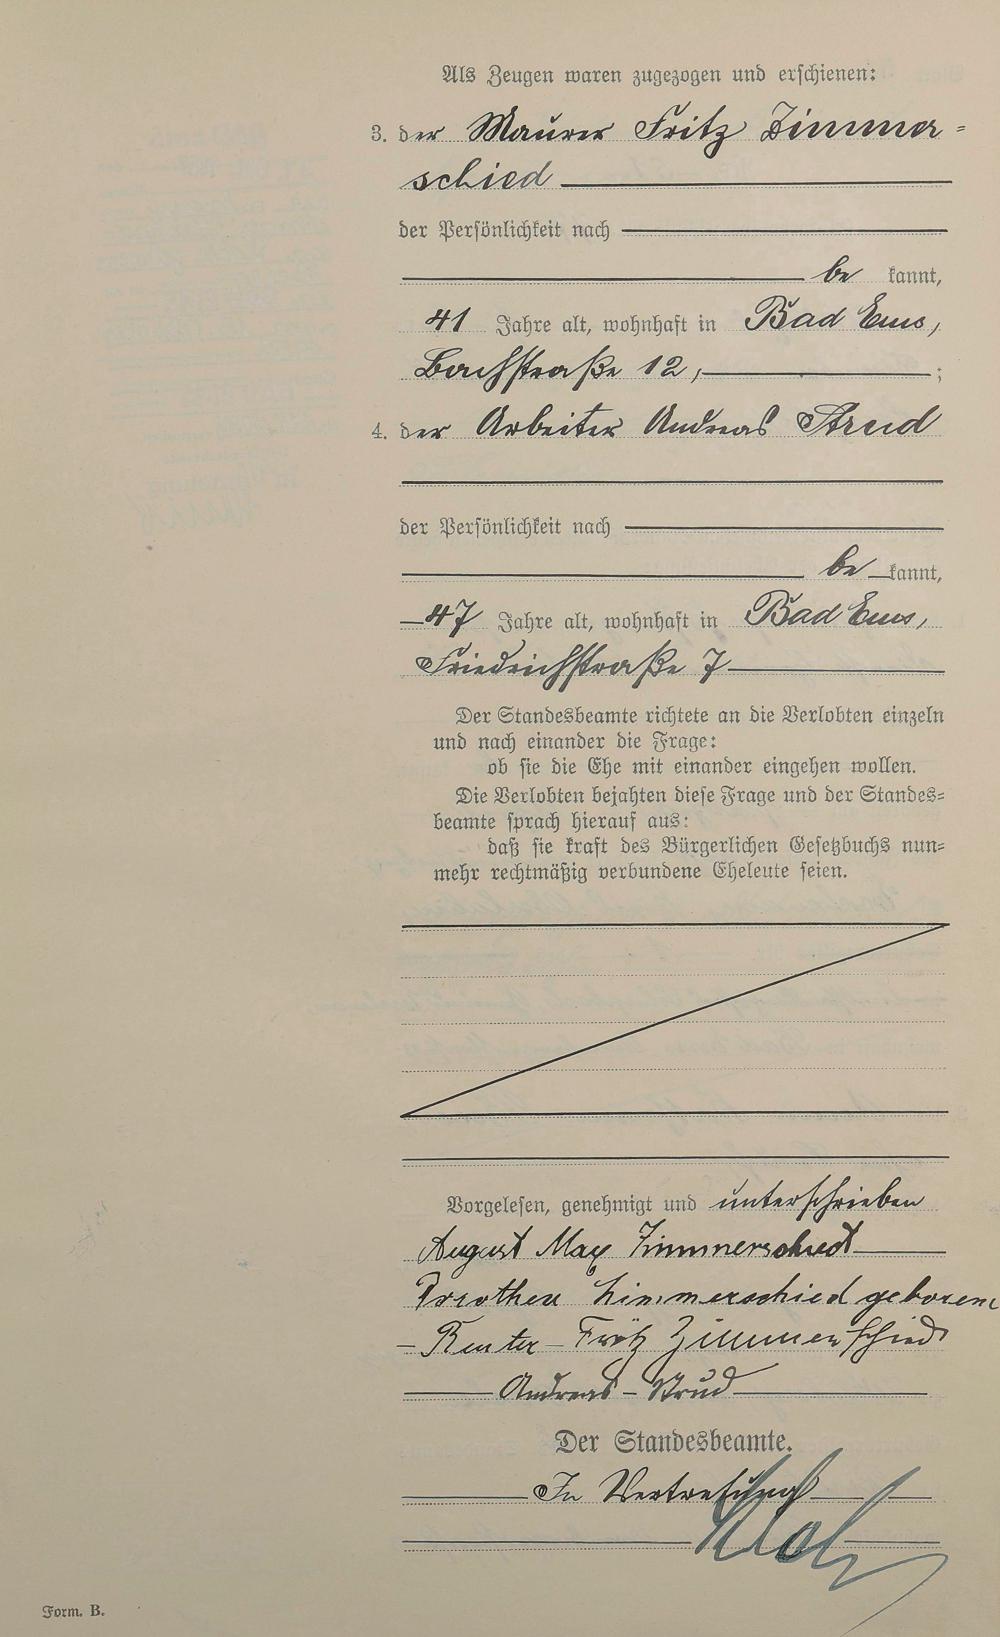 Als Zeugen waren zugezogen und erschienen:
3. der Maurer Fritz Zimmer=
schied
der Persönlichkeit nach
be kannt,
41 Jahre alt, wohnhaft in Bad Ems,
Bachstraße 12, ;
4. der Arbeiter Andreas Strud
der Persönlichkeit nach
be kannt,
47 Jahre alt, wohnhaft in Bad Ems,
Friedrichstraße 7
Der Standesbeamte richtete an die Verlobten einzeln
und nach einander die Frage:
ob sie die Ehe mit einander eingehen wollen.
Die Verlobten bejahten diese Frage und der Standes=
beamte sprach hierauf aus:
daß sie kraft des Bürgerlichen Gesetzbuchs nun=
mehr rechtmäßig verbundene Eheleute seien.
Vorgelesen, genehmigt und unterschrieben
August Max Zimmerschied
Dorothea Zimmerschied geborene
Fritz Zimmerschied
Andreas Strud
Der Standesbeamte.
In Vertretung
Form. B.